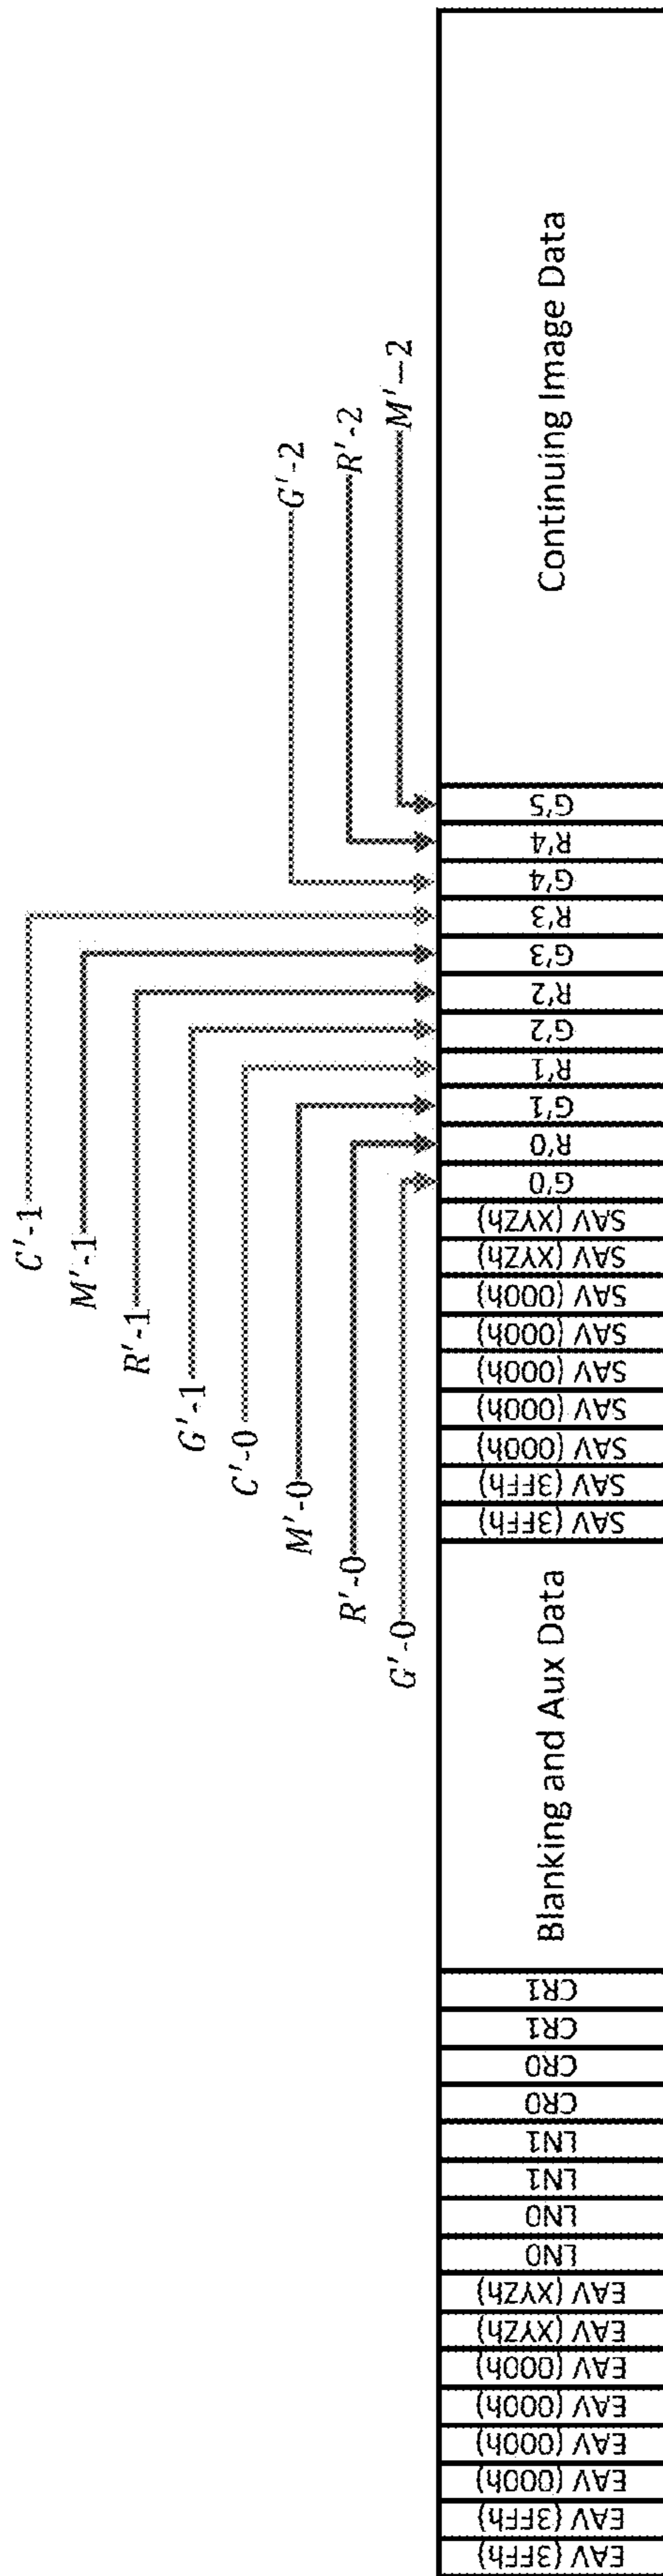 C'-1
M'-1
R'-1
G'-1
C'-0
G'-2
M'-0
R'-2
R'-0
M'—2
G'-0
EAV (3FFh)
EAV (3FFh)
EAV (000h)
EAV (000h)
EAV (000h)
EAV (000h)
EAV (XYZh)
EAV (XYZh)
LN0
LN0
LN1
LN1
CR0
CR0
CR1
CR1
Blanking and Aux Data
SAV (3FFh)
SAV (3FFh)
SAV (000h)
SAV (000h)
SAV (000h)
SAV (000h)
SAV (000h)
SAV (XYZh)
SAV (XYZh)
G'0
R'0
G'1
R'1
G'2
R'2
G'3
R'3
G'4
R'4
G'5
Continuing Image Data